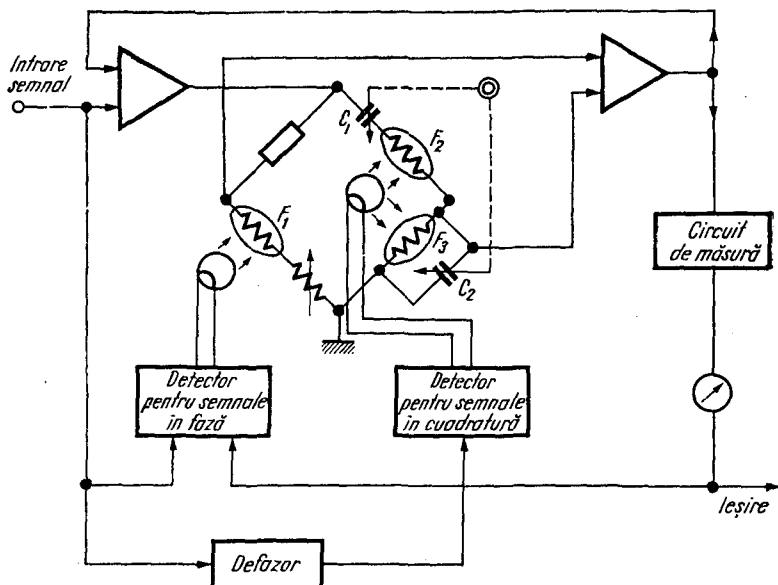 Intrare
semnal
C1
F2
F1
F3
C2
Circuit
de măsură
Detector
pentru semnale
în fază
Detector
pentru semnale
în cuadratură
Ieșire
Defazor